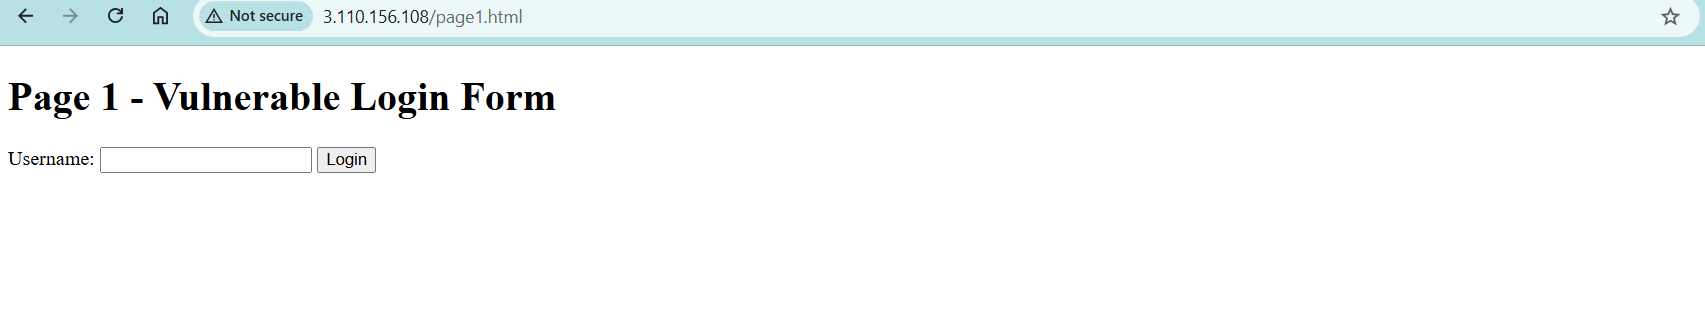 Not secure 3.110.156.108/page1.html
Page 1 - Vulnerable Login Form
Username: Login